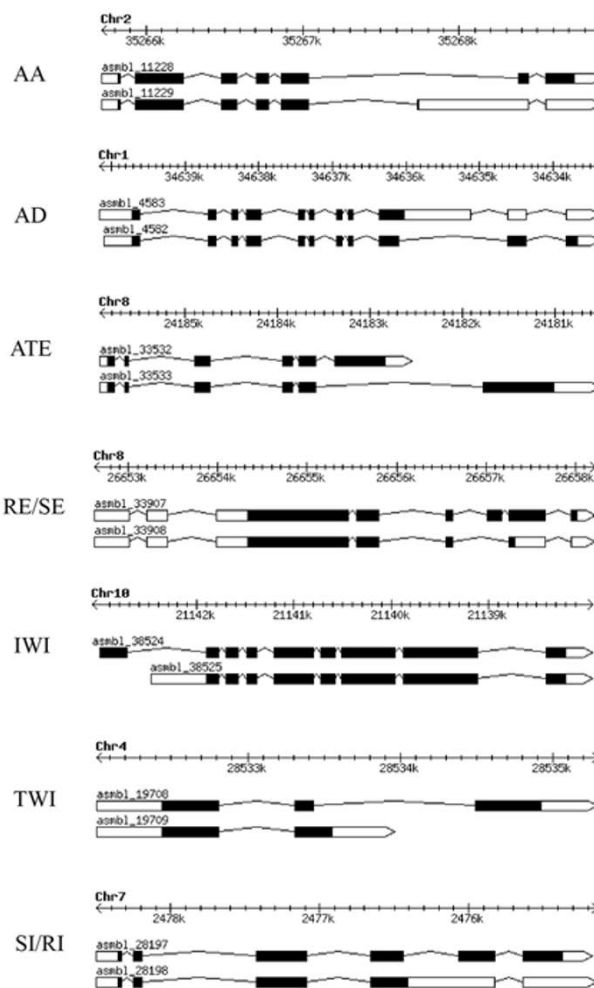 Chr2
35266k 35267k 35268k
AA
asmbl_11228
asmbl_11229
Chr1
34639k 34638k 34637k 34636k 34635k 34634k
AD
asmbl_4583
asmbl_4582
Chr8
24185k 24184k 24183k 24182k 24181k
ATE
asmbl_33532
asmbl_33533
Chr8
26653k 26654k 26655k 26656k 26657k 26658k
RE/SE
asmbl_33907
asmbl_33908
Chr10
21142k 21141k 21140k 21139k
IWI
asmbl_38524
asmbl_38525
Chr4
28533k 28534k 28535k
TWI
asmbl_19708
asmbl_19709
Chr7
2478k 2477k 2476k
SI/RI
asmbl_28197
asmbl_28198